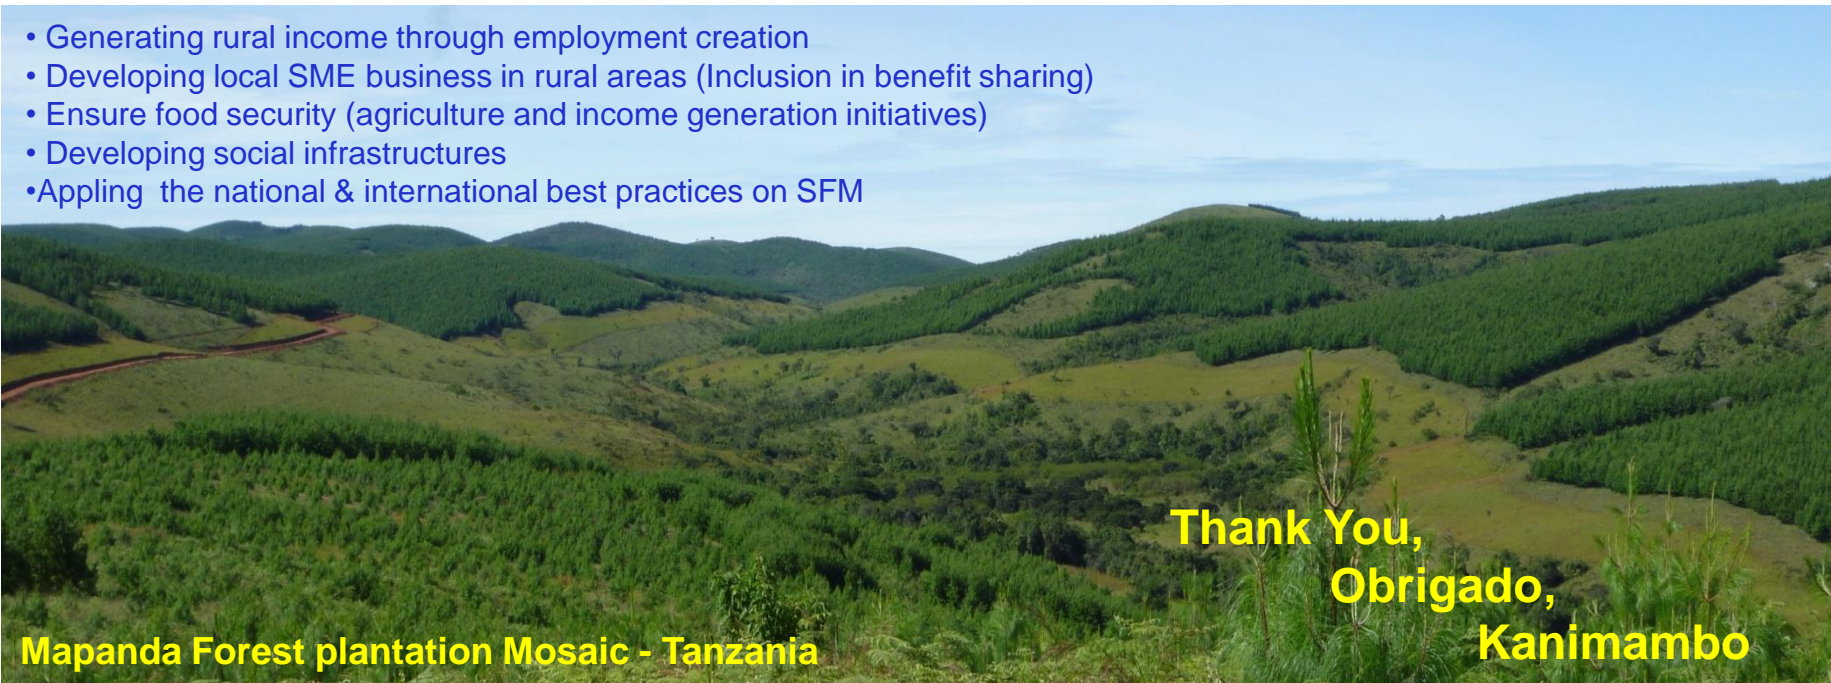 • Generating rural income through employment creation
• Developing local SME business in rural areas (Inclusion in benefit sharing)
• Ensure food security (agriculture and income generation initiatives)
• Developing social infrastructures
•Appling  the national & international best practices on SFM
Thank You,
Obrigado,
Kanimambo
Mapanda Forest plantation Mosaic - Tanzania